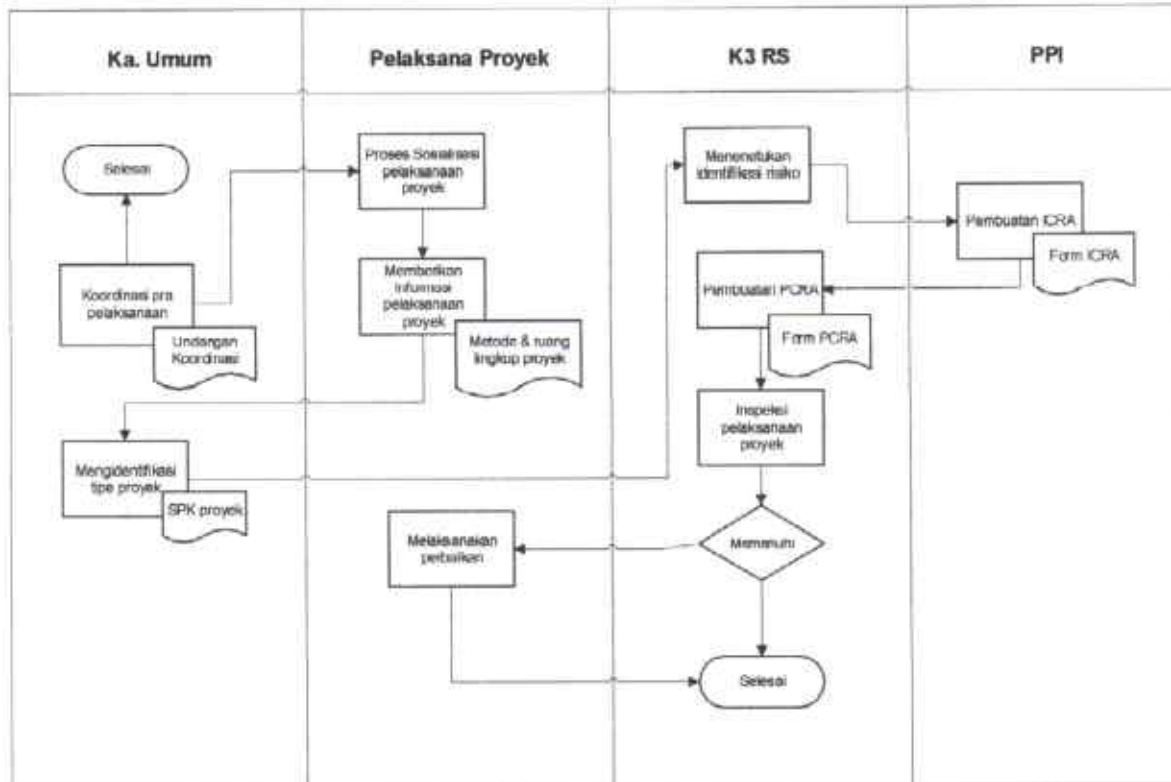 Ka. Umum
Pelaksana Proyek
K3 RS
PPI
Selesai
Koordinasi pra
pelaksanaan
Undangan
Koordinasi
Mengidentifikasi
tipe proyek
SPK proyek
Proses Sosialisasi
pelaksanaan
proyek
Memberikan
Informasi
pelaksanaan
proyek
Metode & ruang
lingkup proyek
Melaksanakan
perbaikan
Menenetukan
identifikasi risiko
Pembuatan PCRA
Form PCRA
Inspeksi
pelaksanaan
proyek
Memenuhi
Selesai
Pembuatan ICRA
Form ICRA